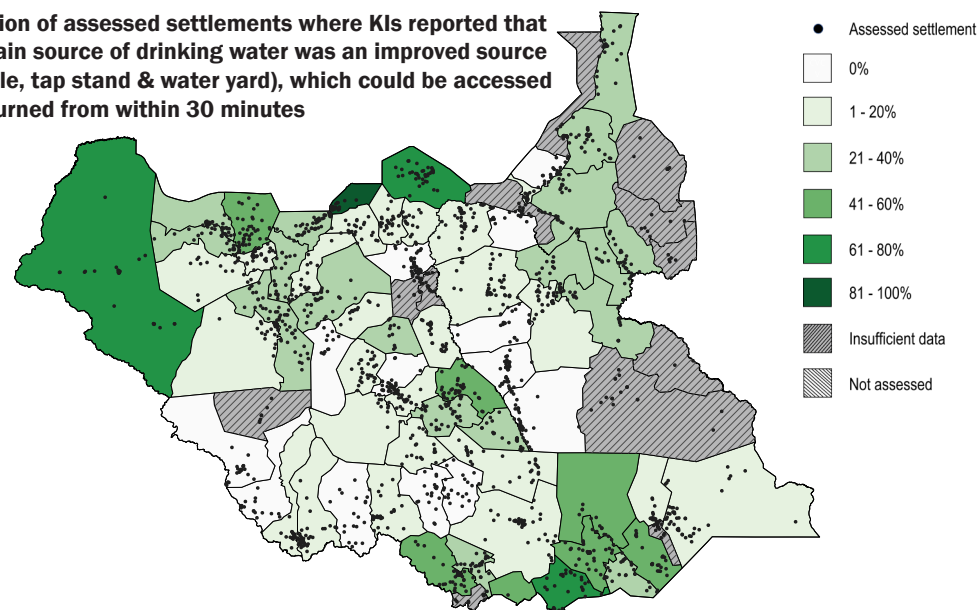 ion of assessed settlements where KIs reported that
ain source of drinking water was an improved source
le, tap stand & water yard), which could be accessed
urned from within 30 minutes
Assessed settlement
0%
1 - 20%
21 - 40%
41 - 60%
61 - 80%
81 - 100%
Insufficient data
Not assessed